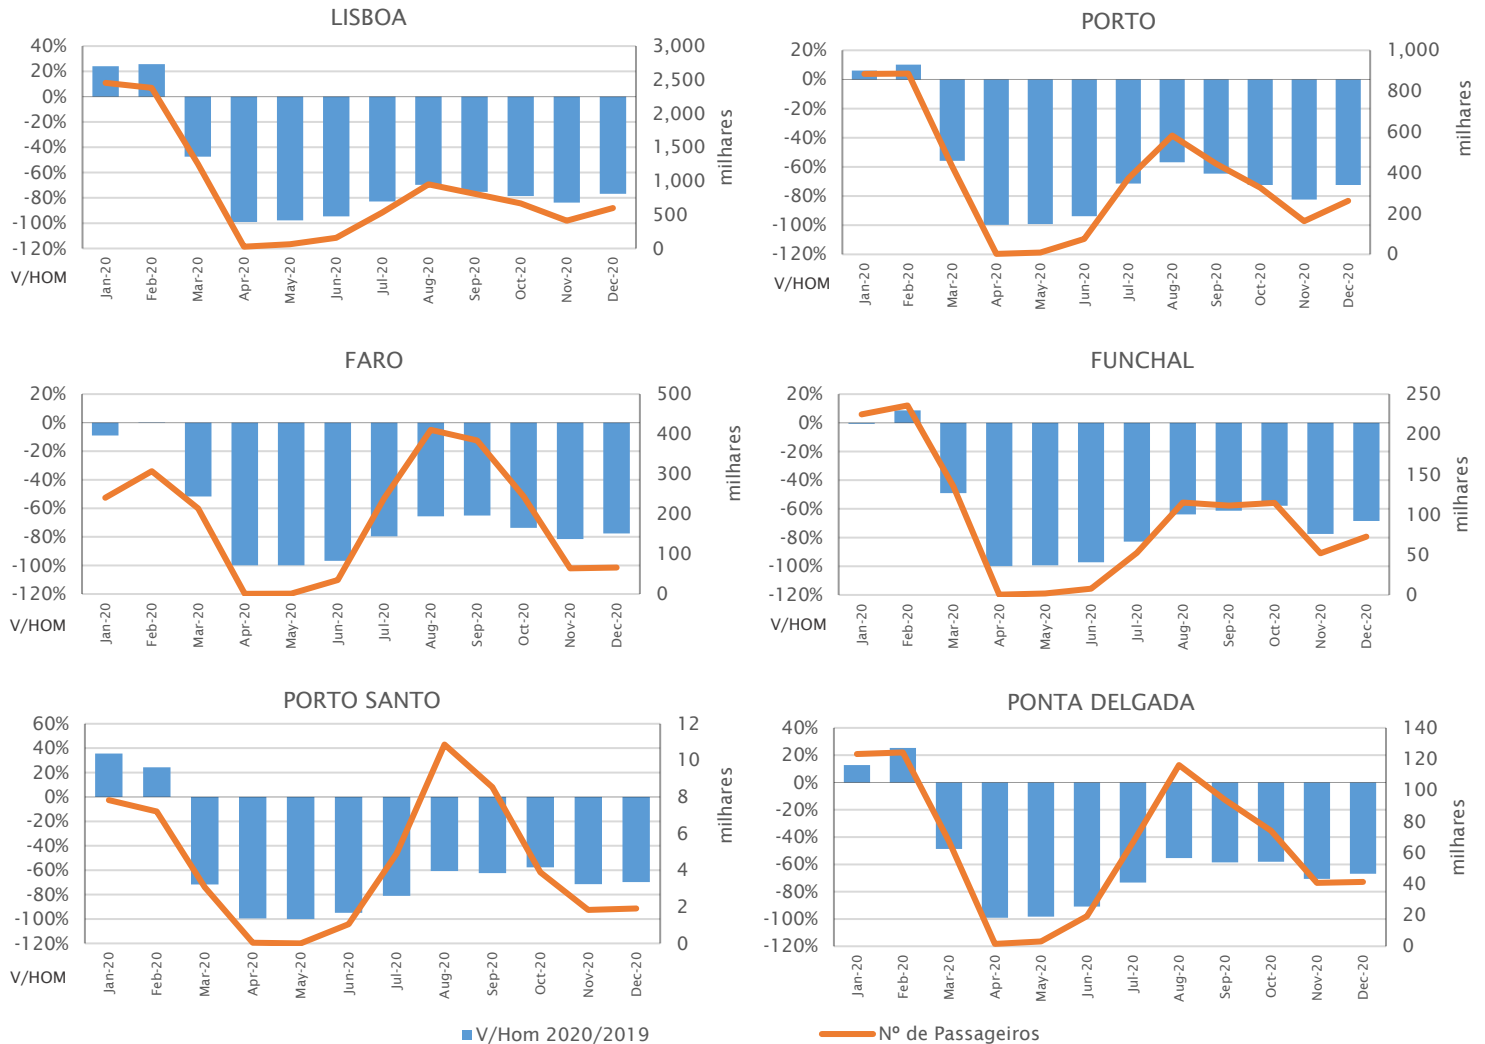 LISBOA
40%
20%
0%
-20%
-40%
-60%
-80%
-100%
-120%
V/HOM
3,000
2,500
2,000
1,500
1,000
500
0
milhares
Jan-20
Feb-20
Mar-20
Apr-20
May-20
Jun-20
Jul-20
Aug-20
Sep-20
Oct-20
Nov-20
Dec-20
PORTO
20%
0%
-20%
-40%
-60%
-80%
-100%
-120%
V/HOM
1,000
800
600
400
200
0
milhares
Jan-20
Feb-20
Mar-20
Apr-20
May-20
Jun-20
Jul-20
Aug-20
Sep-20
Oct-20
Nov-20
Dec-20
FARO
20%
0%
-20%
-40%
-60%
-80%
-100%
-120%
V/HOM
500
400
300
200
100
0
milhares
Jan-20
Feb-20
Mar-20
Apr-20
May-20
Jun-20
Jul-20
Aug-20
Sep-20
Oct-20
Nov-20
Dec-20
FUNCHAL
20%
0%
-20%
-40%
-60%
-80%
-100%
-120%
V/HOM
250
200
150
100
50
0
milhares
Jan-20
Feb-20
Mar-20
Apr-20
May-20
Jun-20
Jul-20
Aug-20
Sep-20
Oct-20
Nov-20
Dec-20
PORTO SANTO
60%
40%
20%
0%
-20%
-40%
-60%
-80%
-100%
-120%
V/HOM
12
10
8
6
4
2
0
milhares
Jan-20
Feb-20
Mar-20
Apr-20
May-20
Jun-20
Jul-20
Aug-20
Sep-20
Oct-20
Nov-20
Dec-20
PONTA DELGADA
40%
20%
0%
-20%
-40%
-60%
-80%
-100%
-120%
140
120
100
80
60
40
20
0
milhares
Jan-20
Feb-20
Mar-20
Apr-20
May-20
Jun-20
Jul-20
Aug-20
Sep-20
Oct-20
Nov-20
Dec-20
V/Hom 2020/2019
Nº de Passageiros